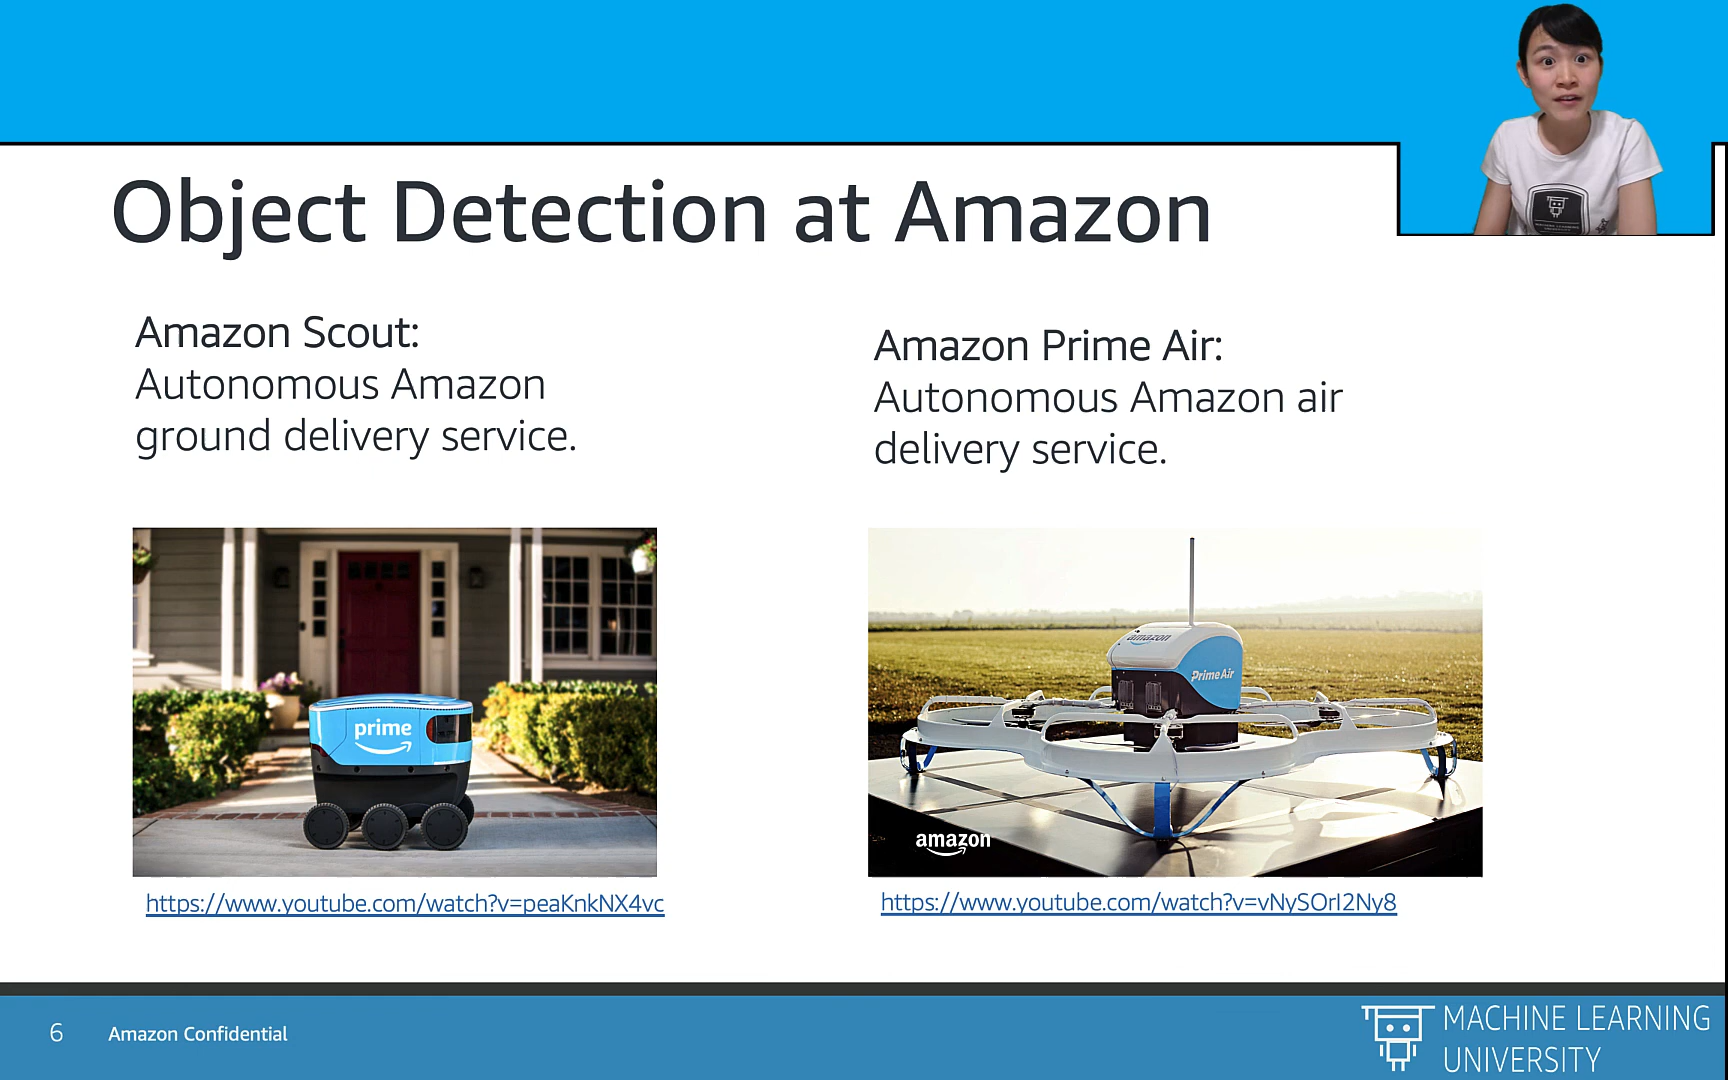 Object Detection at Amazon
Amazon Scout:
Autonomous Amazon
ground delivery service.
Amazon Prime Air:
Autonomous Amazon air
delivery service.
prime
amazon
Prime Air
amazon
https://www.youtube.com/watch?v=peaKnkNX4vc
https://www.youtube.com/watch?v=vNySOrI2Ny8
6
Amazon Confidential
MACHINE LEARNING
UNIVERSITY